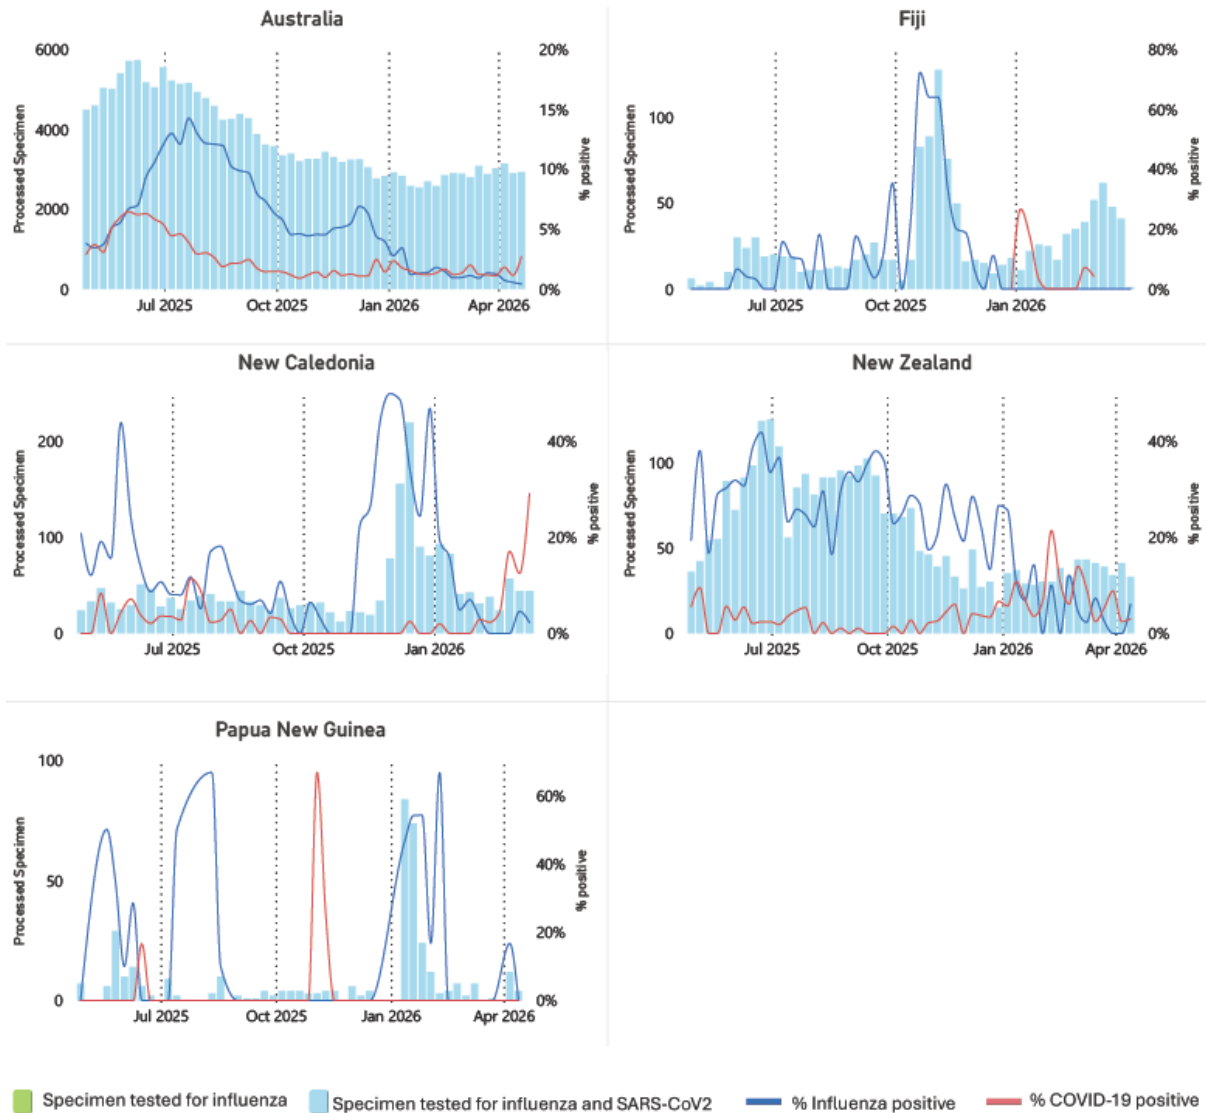 Australia
6000
4000
2000
0
Processed Specimen
20%
15%
10%
5%
0%
% positive
Jul 2025
Oct 2025
Jan 2026
Apr 2026
Fiji
100
50
0
Processed Specimen
80%
60%
40%
20%
0%
% positive
Jul 2025
Oct 2025
Jan 2026
New Caledonia
200
100
0
Processed Specimen
40%
20%
0%
% positive
Jul 2025
Oct 2025
Jan 2026
New Zealand
100
50
0
Processed Specimen
40%
20%
0%
% positive
Jul 2025
Oct 2025
Jan 2026
Apr 2026
Papua New Guinea
100
50
0
Processed Specimen
60%
40%
20%
0%
% positive
Jul 2025
Oct 2025
Jan 2026
Apr 2026
Specimen tested for influenza
Specimen tested for influenza and SARS-CoV2
% Influenza positive
% COVID-19 positive